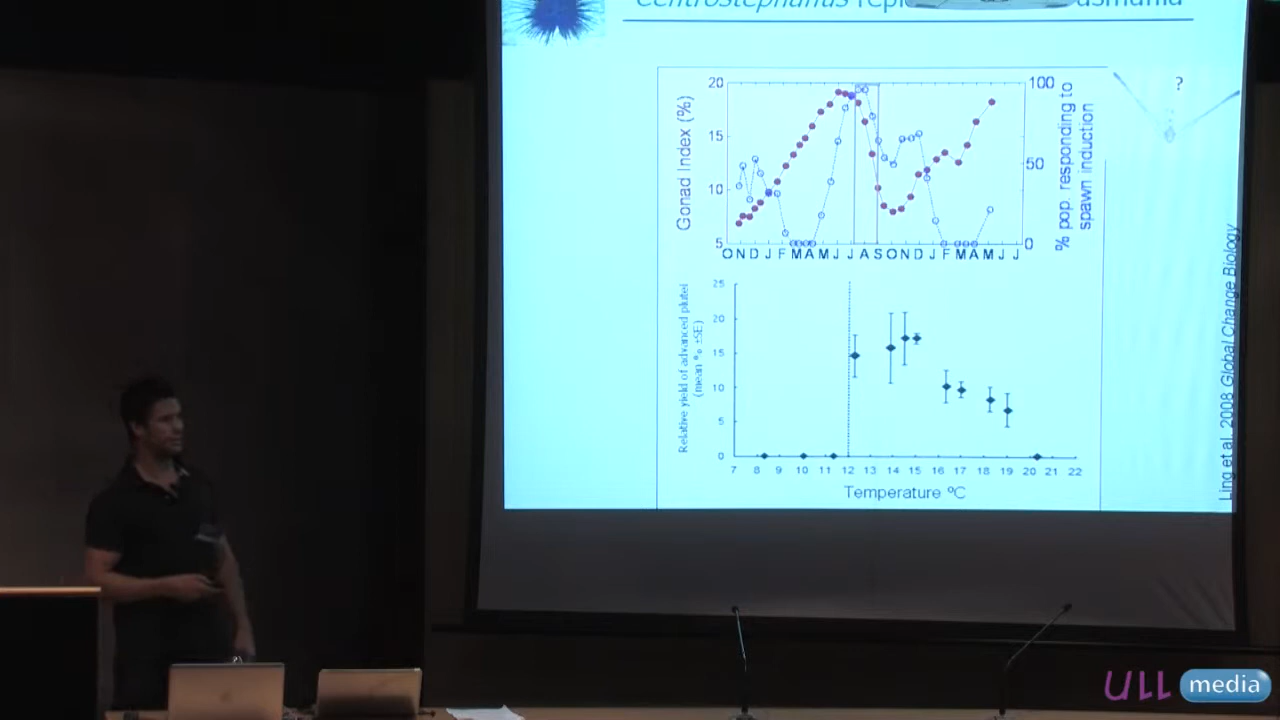 Centrostephanus
?
20
15
10
5
Gonad Index (%)
100
50
0
% pop. responding to
spawn induction
O N D J F M A M J J A S O N D J F M A M J J
25
20
15
10
5
0
Relative yield of advanced plutei
(mean % ±SE)
7 8 9 10 11 12 13 14 15 16 17 18 19 20 21 22
Temperature ºC
Ling et al. 2008 Global Change Biology
ULL media